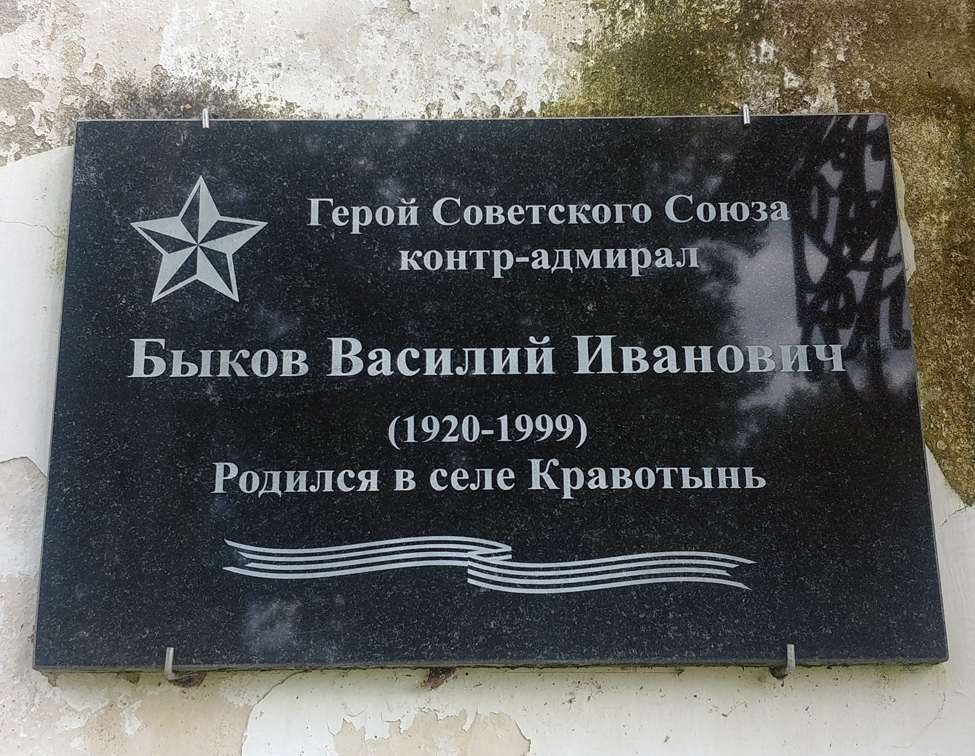 Герой Советского Союза
контр-адмирал
Быков Василий Иванович
(1920-1999)
Родился в селе Кравотынь